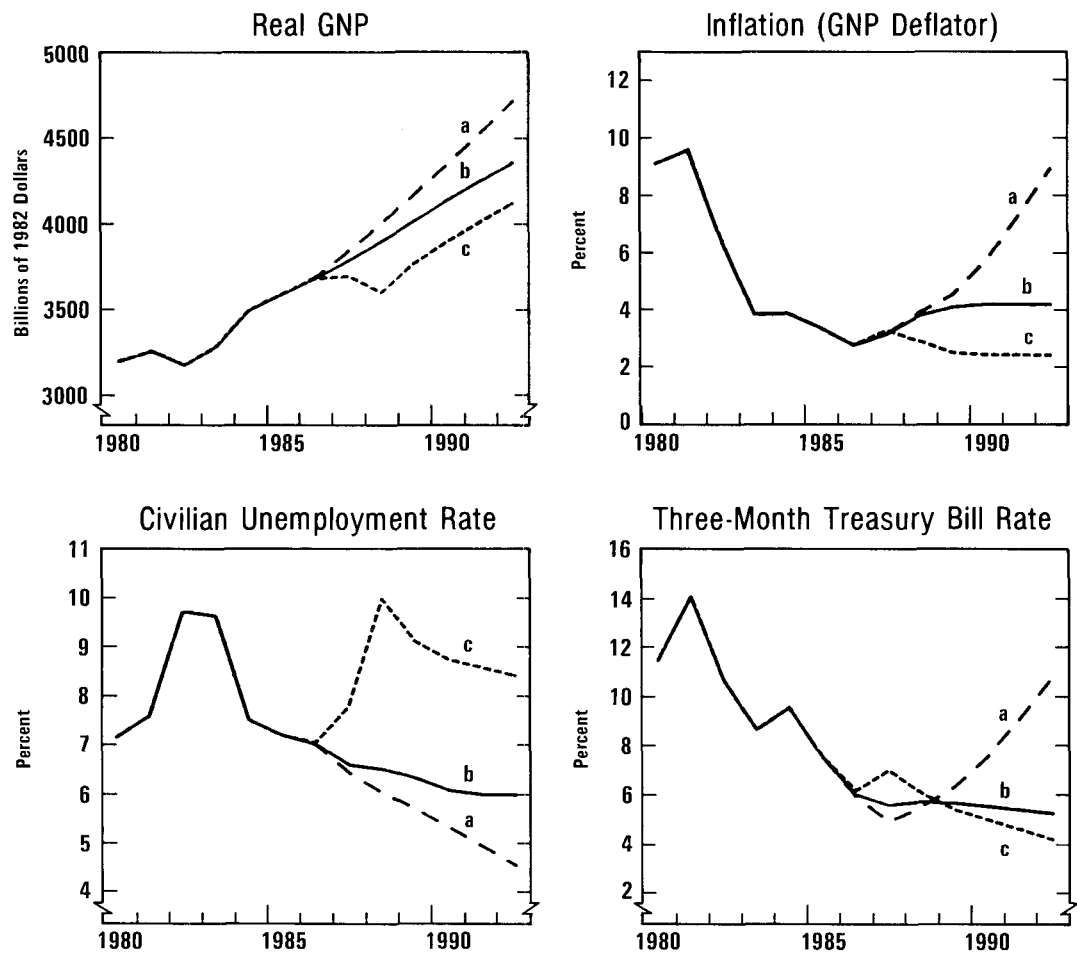 Real GNP
5000
4500
4000
3500
3000
Billions of 1982 Dollars
a
b
c
1980
1985
1990
Inflation (GNP Deflator)
12
10
8
6
4
2
0
Percent
a
b
c
1980
1985
1990
Civilian Unemployment Rate
11
10
9
8
7
6
5
4
Percent
c
b
a
1980
1985
1990
Three-Month Treasury Bill Rate
16
14
12
10
8
6
4
2
Percent
a
b
c
1980
1985
1990